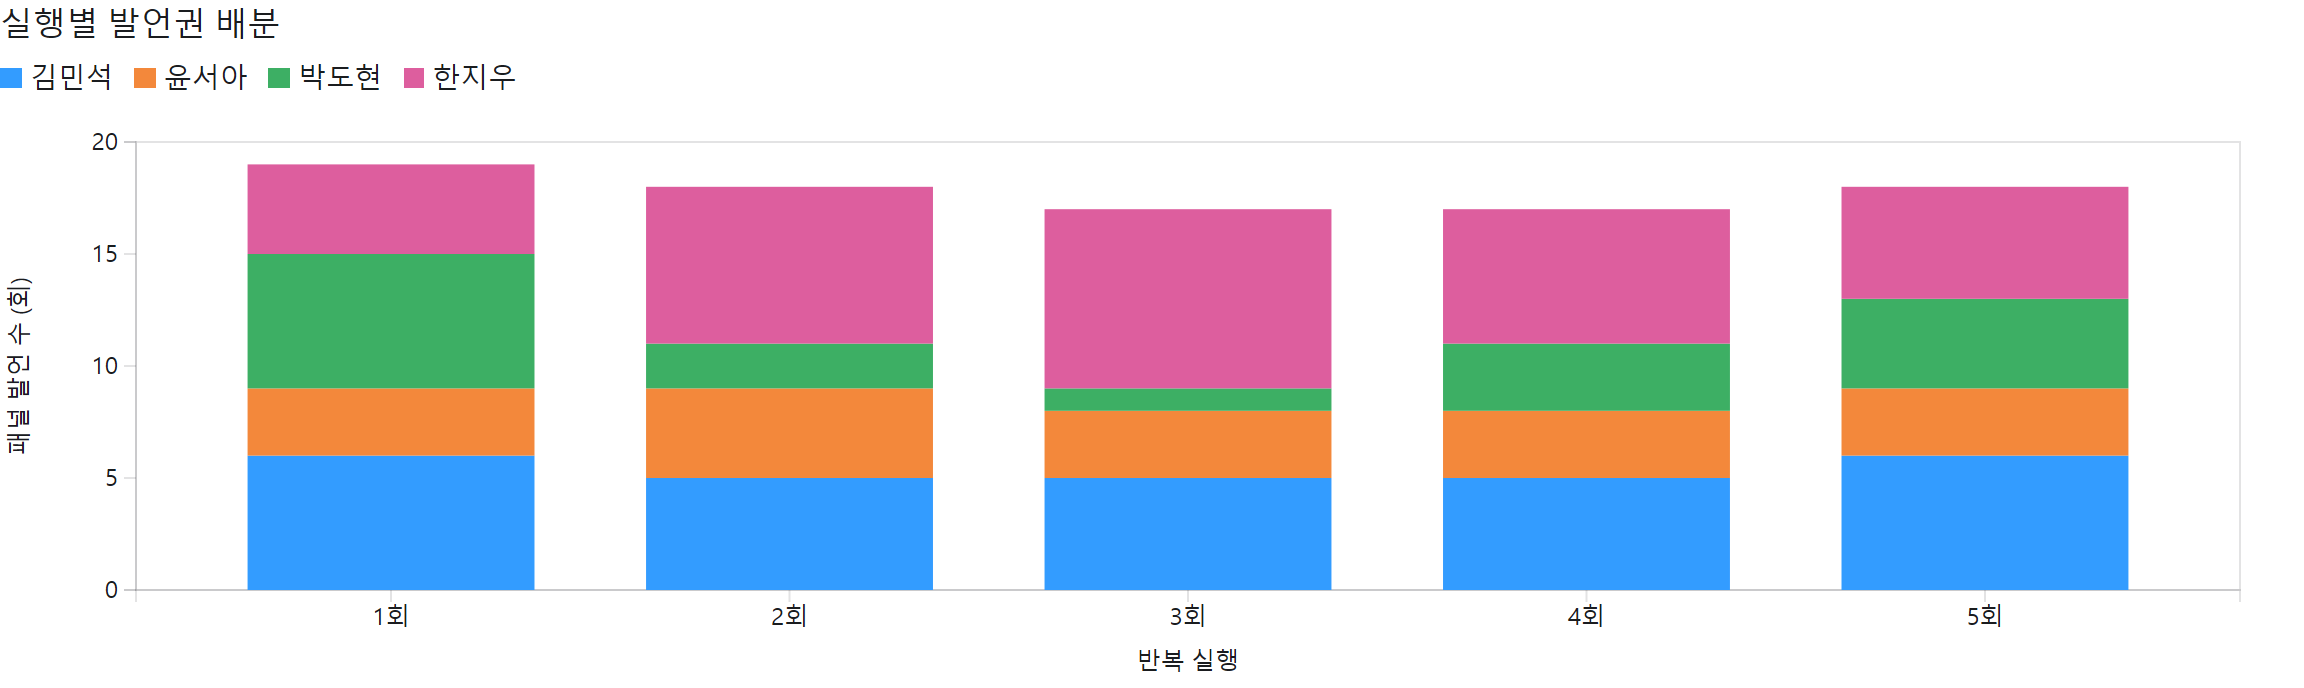 실행별 발언권 배분
김민석 윤서아 박도현 한지우
패널 발언 수 (회)
20
15
10
5
0
1회 2회 3회 4회 5회
반복 실행